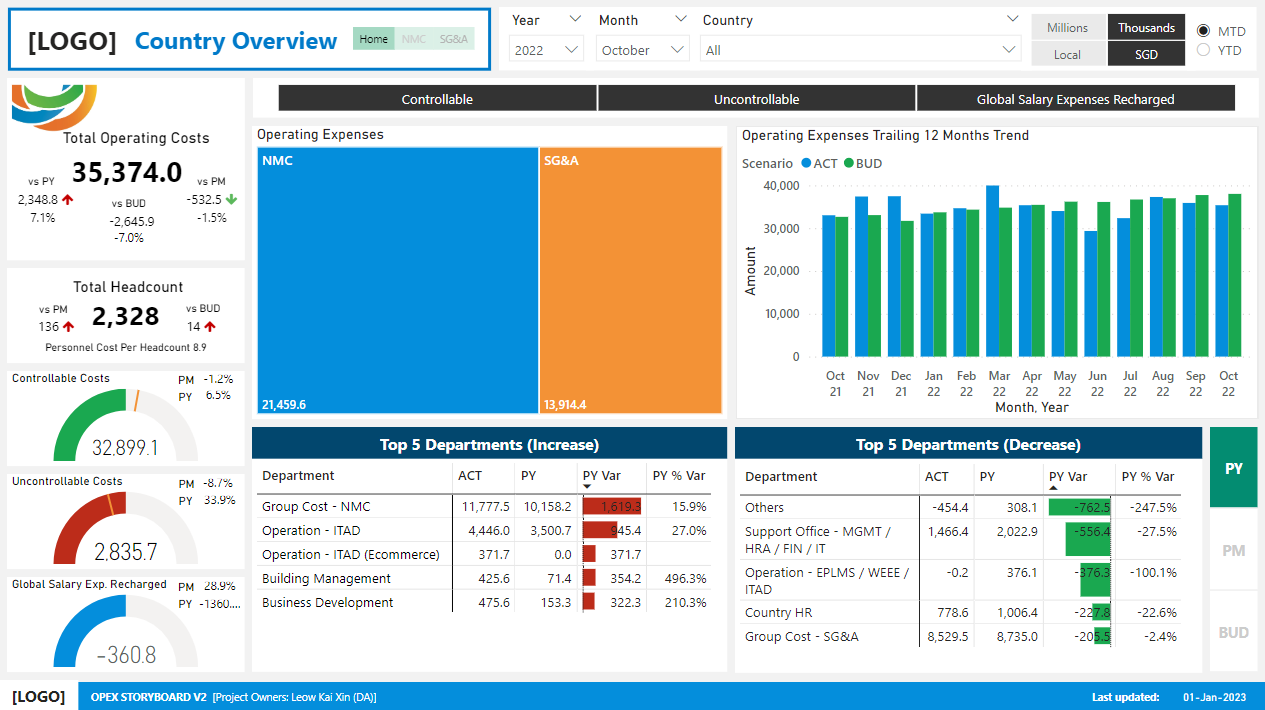 [LOGO]
Country Overview
Home NMC SG&A
Year Month Country
2022 October All
Millions Thousands
Local SGD
MTD
YTD
Total Operating Costs
35,374.0
vs PY
2,348.8
7.1%
vs BUD
-2,645.9
-7.0%
vs PM
-532.5
-1.5%
Total Headcount
vs PM
136
2,328
vs BUD
14
Personnel Cost Per Headcount 8.9
Controllable Costs
PM -1.2%
PY 6.5%
32,899.1
Uncontrollable Costs
PM -8.7%
PY 33.9%
2,835.7
Global Salary Exp. Recharged
PM 28.9%
PY -1360....
-360.8
Controllable Uncontrollable Global Salary Expenses Recharged
Operating Expenses
NMC SG&A
21,459.6 13,914.4
Operating Expenses Trailing 12 Months Trend
Scenario ACT BUD
Amount
40,000
30,000
20,000
10,000
0
Oct Nov Dec Jan Feb Mar Apr May Jun Jul Aug Sep Oct
21 21 21 22 22 22 22 22 22 22 22 22 22
Month, Year
Top 5 Departments (Increase)
Department ACT PY PY Var PY % Var
Group Cost - NMC 11,777.5 10,158.2 1,619.3 15.9%
Operation - ITAD 4,446.0 3,500.7 945.4 27.0%
Operation - ITAD (Ecommerce) 371.7 0.0 371.7
Building Management 425.6 71.4 354.2 496.3%
Business Development 475.6 153.3 322.3 210.3%
Top 5 Departments (Decrease)
Department ACT PY PY Var PY % Var
Others -454.4 308.1 -762.5 -247.5%
Support Office - MGMT / 1,466.4 2,022.9 -556.4 -27.5%
HRA / FIN / IT
Operation - EPLMS / WEEE / -0.2 376.1 -376.3 -100.1%
ITAD
Country HR 778.6 1,006.4 -227.8 -22.6%
Group Cost - SG&A 8,529.5 8,735.0 -205.5 -2.4%
PY
PM
BUD
[LOGO]
OPEX STORYBOARD V2 [Project Owners: Leow Kai Xin (DA)]
Last updated: 01-Jan-2023